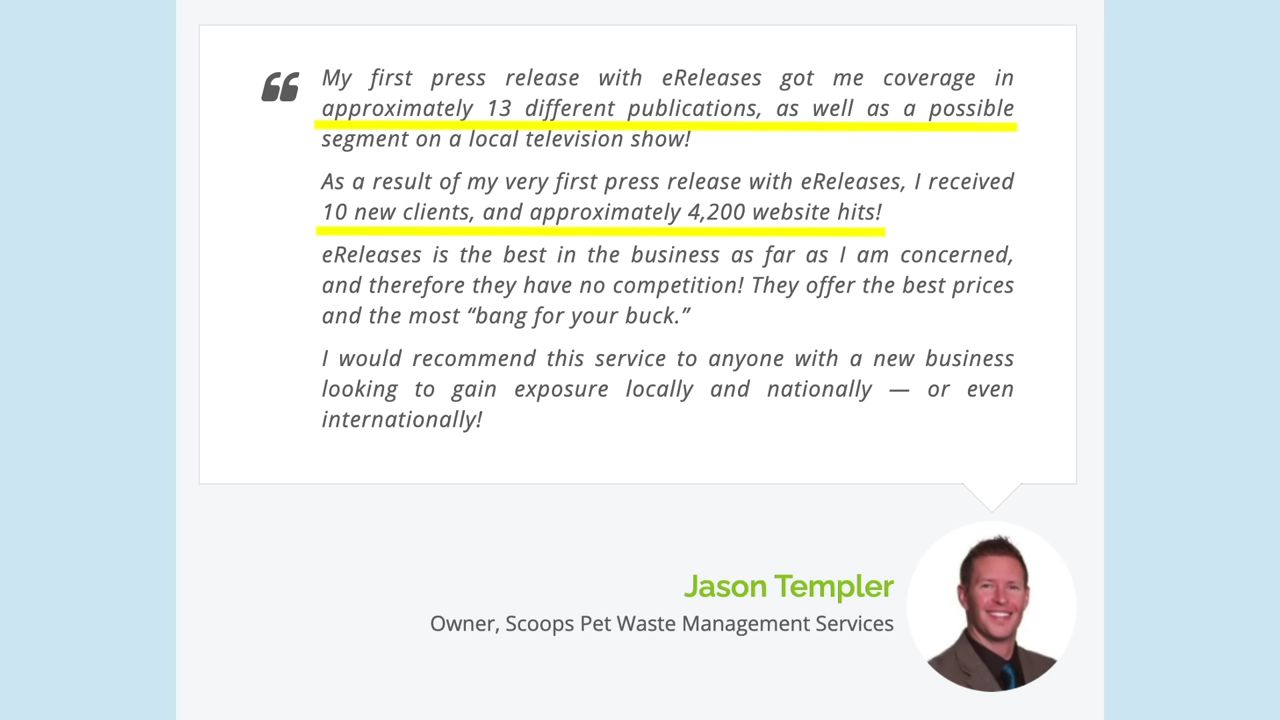 “
My first press release with eReleases got me coverage in
approximately 13 different publications, as well as a possible
segment on a local television show!
As a result of my very first press release with eReleases, I received
10 new clients, and approximately 4,200 website hits!
eReleases is the best in the business as far as I am concerned,
and therefore they have no competition! They offer the best prices
and the most “bang for your buck.”
I would recommend this service to anyone with a new business
looking to gain exposure locally and nationally — or even
internationally!
Jason Templer
Owner, Scoops Pet Waste Management Services